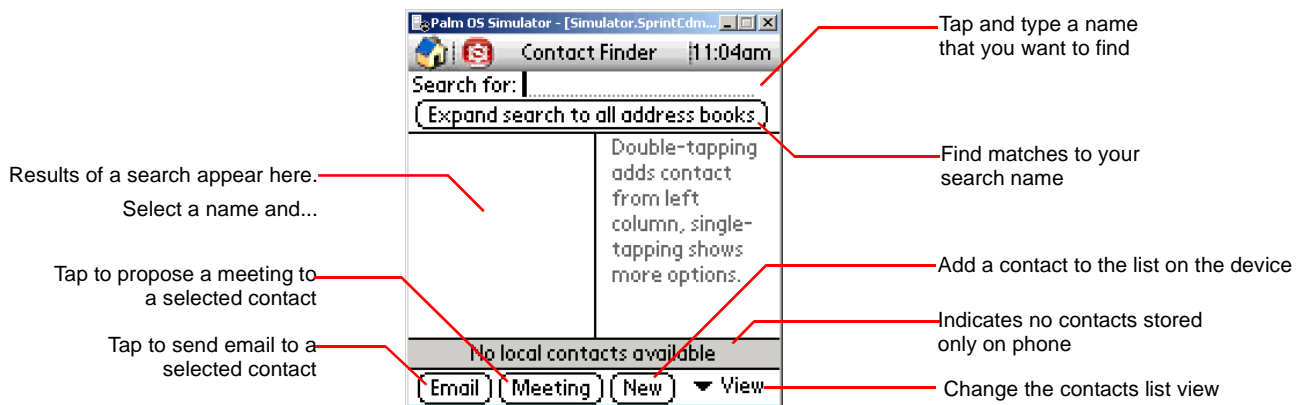 Palm OS Simulator - [Simulator.SprintCdm...
Contact Finder
11:04am
Search for:
Expand search to all address books
Double-tapping
adds contact
from left
column, single-
tapping shows
more options.
No local contacts available
Email
Meeting
New
View
Results of a search appear here.
Select a name and...
Tap to propose a meeting to
a selected contact
Tap to send email to a
selected contact
Tap and type a name
that you want to find
Find matches to your
search name
Add a contact to the list on the device
Indicates no contacts stored
only on phone
Change the contacts list view